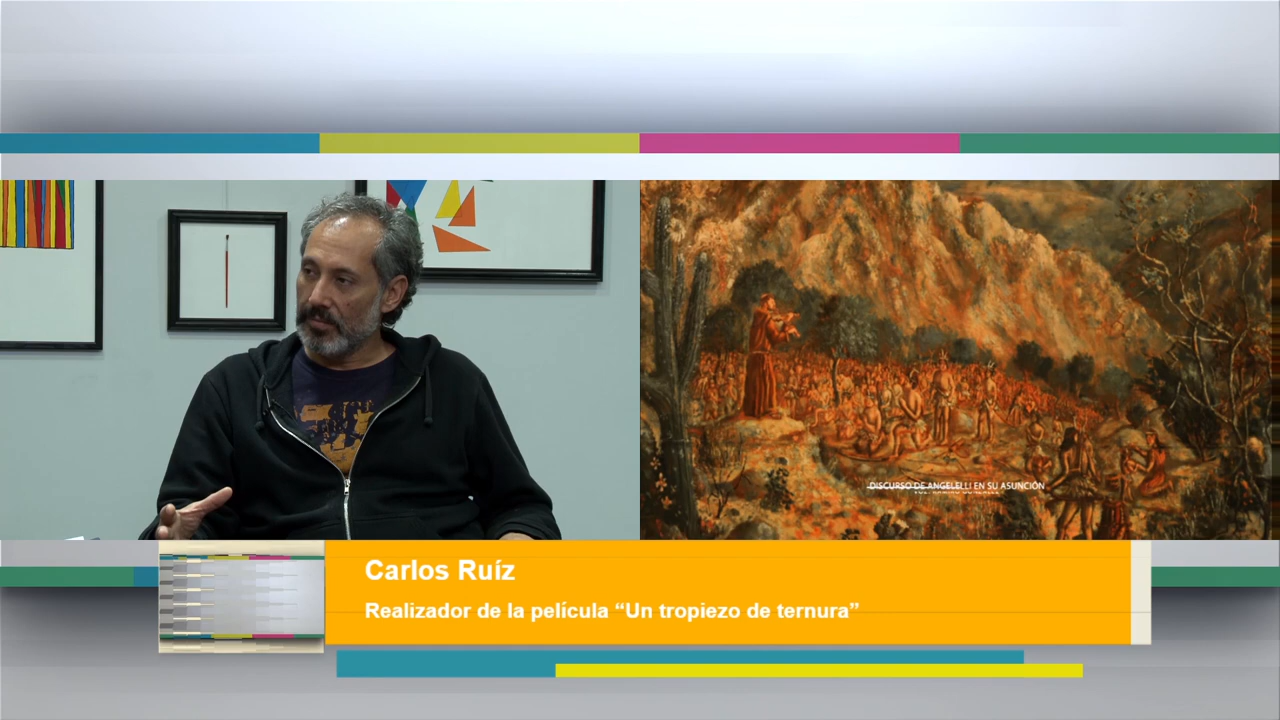 DISCURSO DE ANGELELLI EN SU ASUNCIÓN
Carlos Ruíz
Realizador de la película “Un tropiezo de ternura”